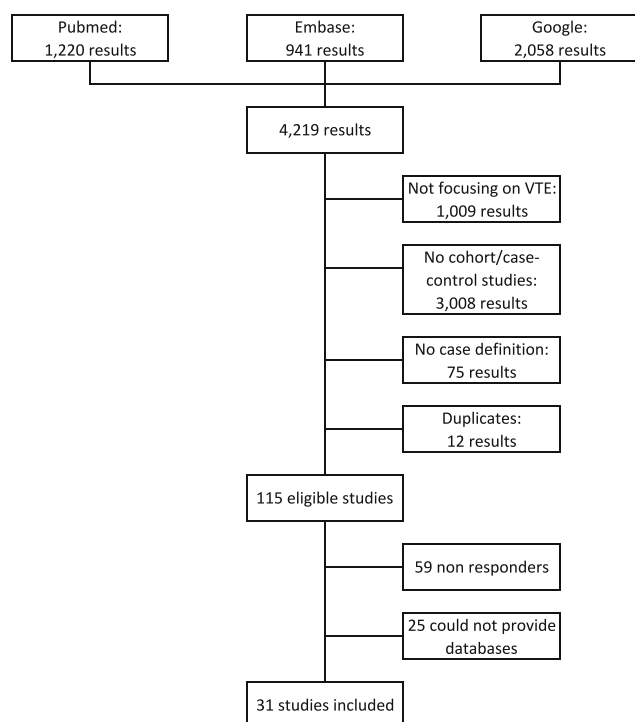 Pubmed:
1,220 results
Embase:
941 results
Google:
2,058 results
4,219 results
Not focusing on VTE:
1,009 results
No cohort/case-
control studies:
3,008 results
No case definition:
75 results
Duplicates:
12 results
115 eligible studies
59 non responders
25 could not provide
databases
31 studies included